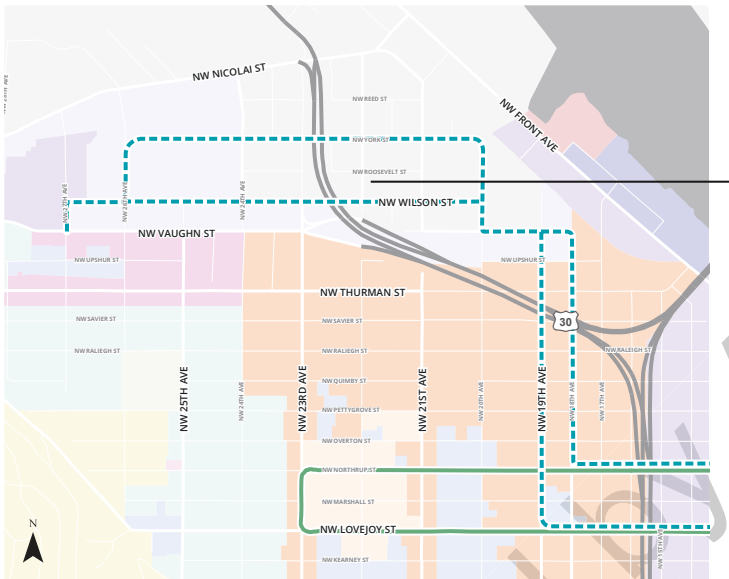 NW NICOLAI ST
NW REED ST
NW FRONT AVE
NW YORK ST
NW ROOSEVELT ST
NW 27TH AVE
NW 26TH AVE
NW 24TH AVE
NW WILSON ST
NW VAUGHN ST
NW UPSHUR ST
NW UPSHUR ST
NW THURMAN ST
NW SAVIER ST
NW SAVIER ST
30
NW RALIEGH ST
NW RALIEGH ST
NW RALEIGH ST
NW QUIMBY ST
NW 25TH AVE
NW 24TH AVE
NW 23RD AVE
NW 21ST AVE
NW 20TH AVE
NW 19TH AVE
NW 18TH AVE
NW 17TH AVE
NW PETTYGROVE ST
NW OVERTON ST
NW NORTHRUP ST
NW MARSHALL ST
NW LOVEJOY ST
N
NW 15TH AVE
NW KEARNEY ST